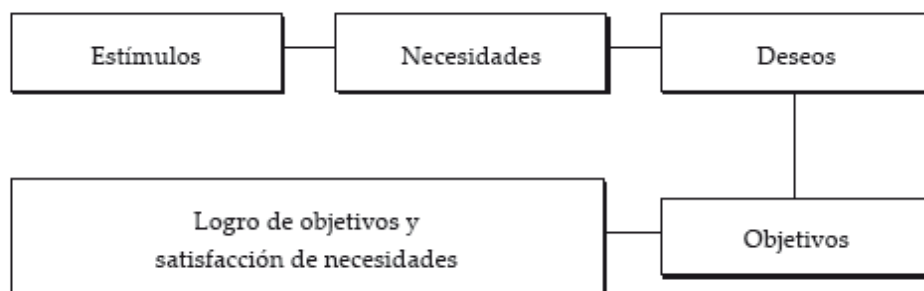 Estímulos
Necesidades
Deseos
Objetivos
Logro de objetivos y
satisfacción de necesidades